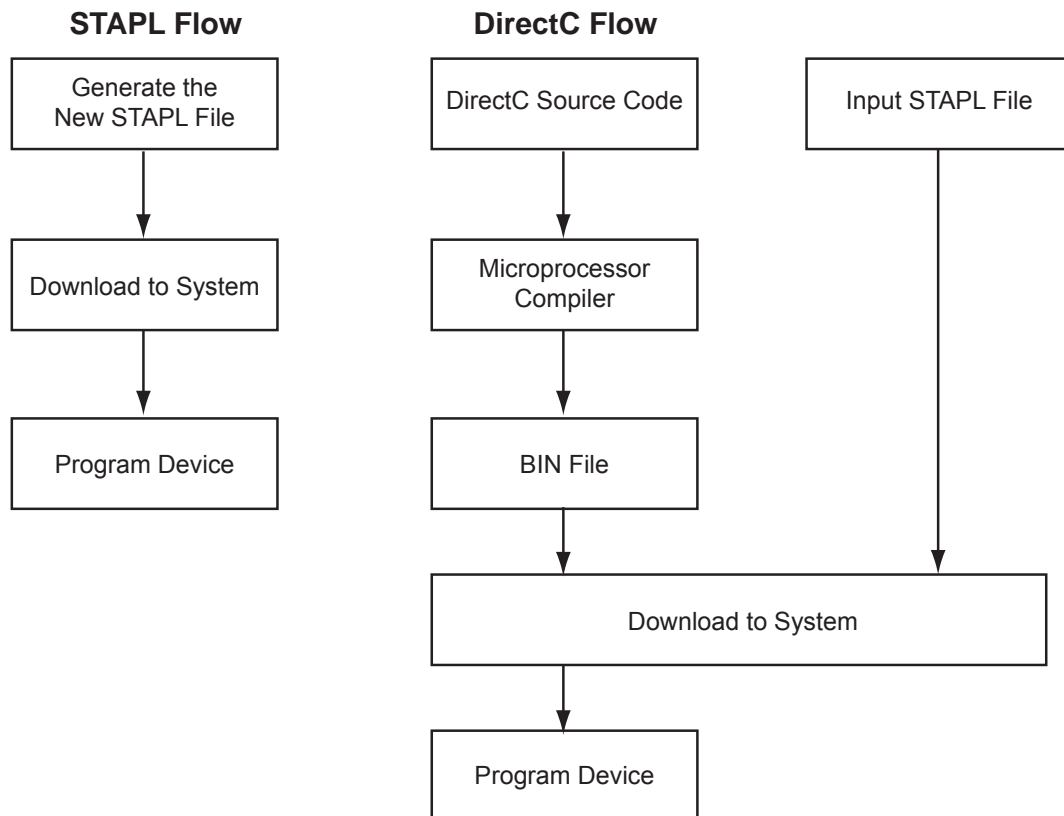 STAPL Flow
Generate the
New STAPL File
Download to System
Program Device
DirectC Flow
DirectC Source Code
Input STAPL File
Microprocessor
Compiler
BIN File
Download to System
Program Device